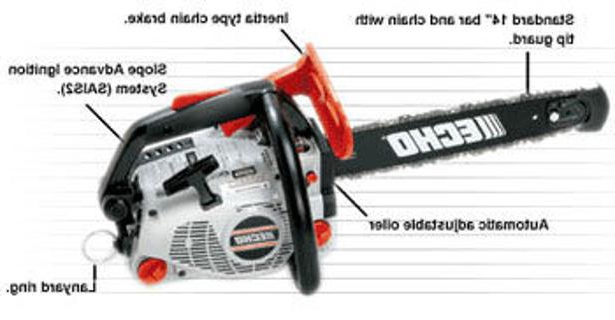 Inertia type chain brake.
Standard 14" bar and chain with
tip guard.
Slope Advance Ignition
System (SAIS2).
ECHO
Automatic adjustable oiler
ECHO
Lanyard ring.